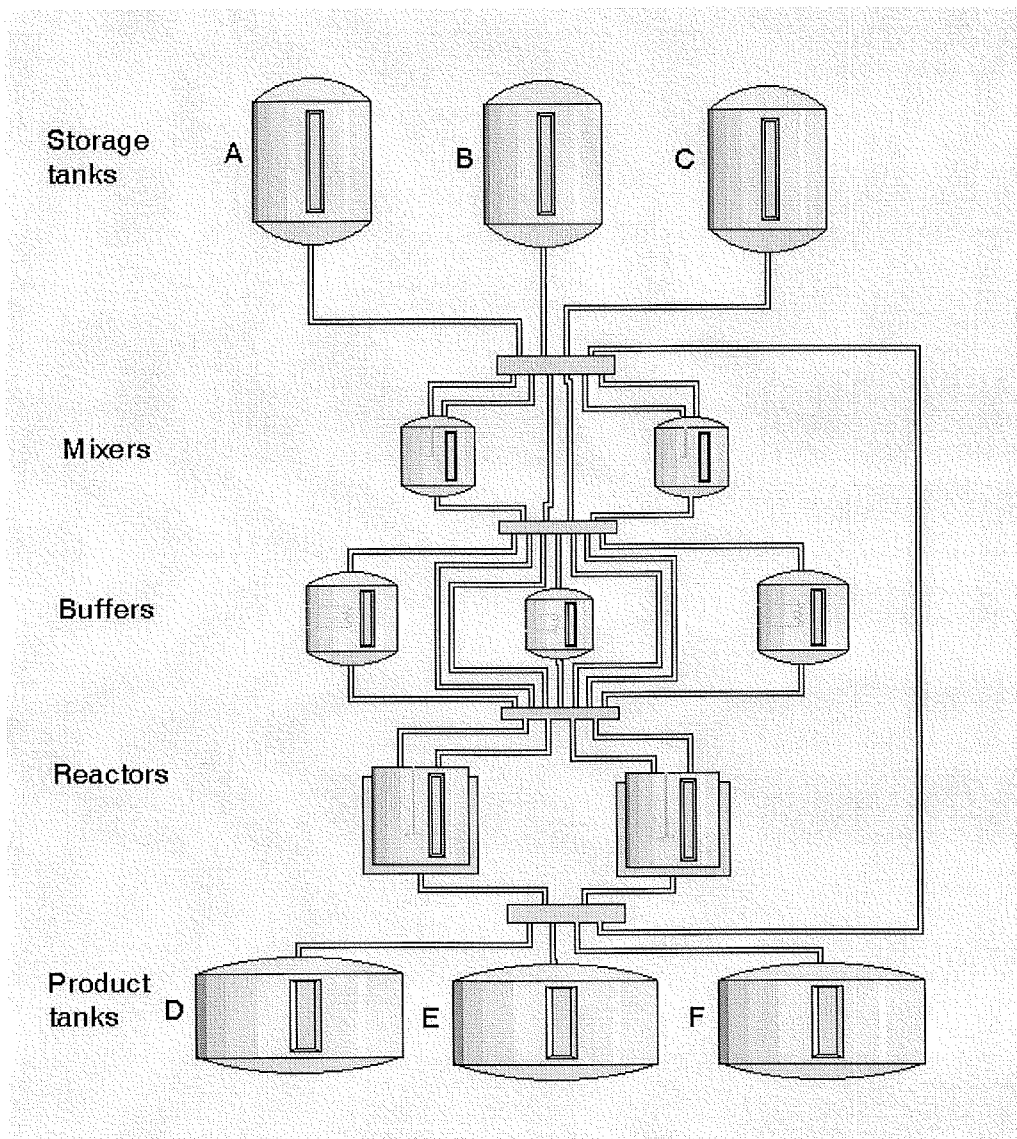 Storage
tanks
A
B
C
Mixers
Buffers
Reactors
Product
tanks
D
E
F